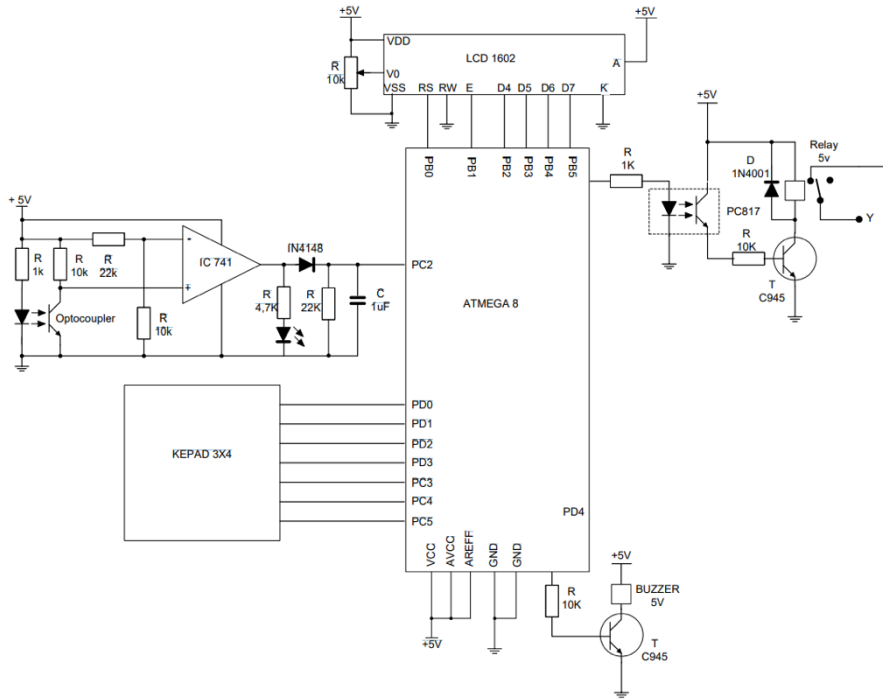 +5V
+5V
VDD
LCD 1602
R
10k
V0
A
VSS RS RW E D4 D5 D6 D7 K
+5V
PB0 PB1 PB2 PB3 PB4 PB5
R
1K
D
1N4001
Relay
5v
PC817
Y
R
10K
T
C945
+ 5V
R
1k
R
10k
R
22k
IC 741
IN4148
PC2
ATMEGA 8
Optocoupler
R
10k
R
4,7K
R
22K
C
1uF
KEPAD 3X4
PD0
PD1
PD2
PD3
PC3
PC4
PC5
PD4
VCC AVCC AREFF GND GND
+5V
R
10K
+5V
BUZZER
5V
T
C945